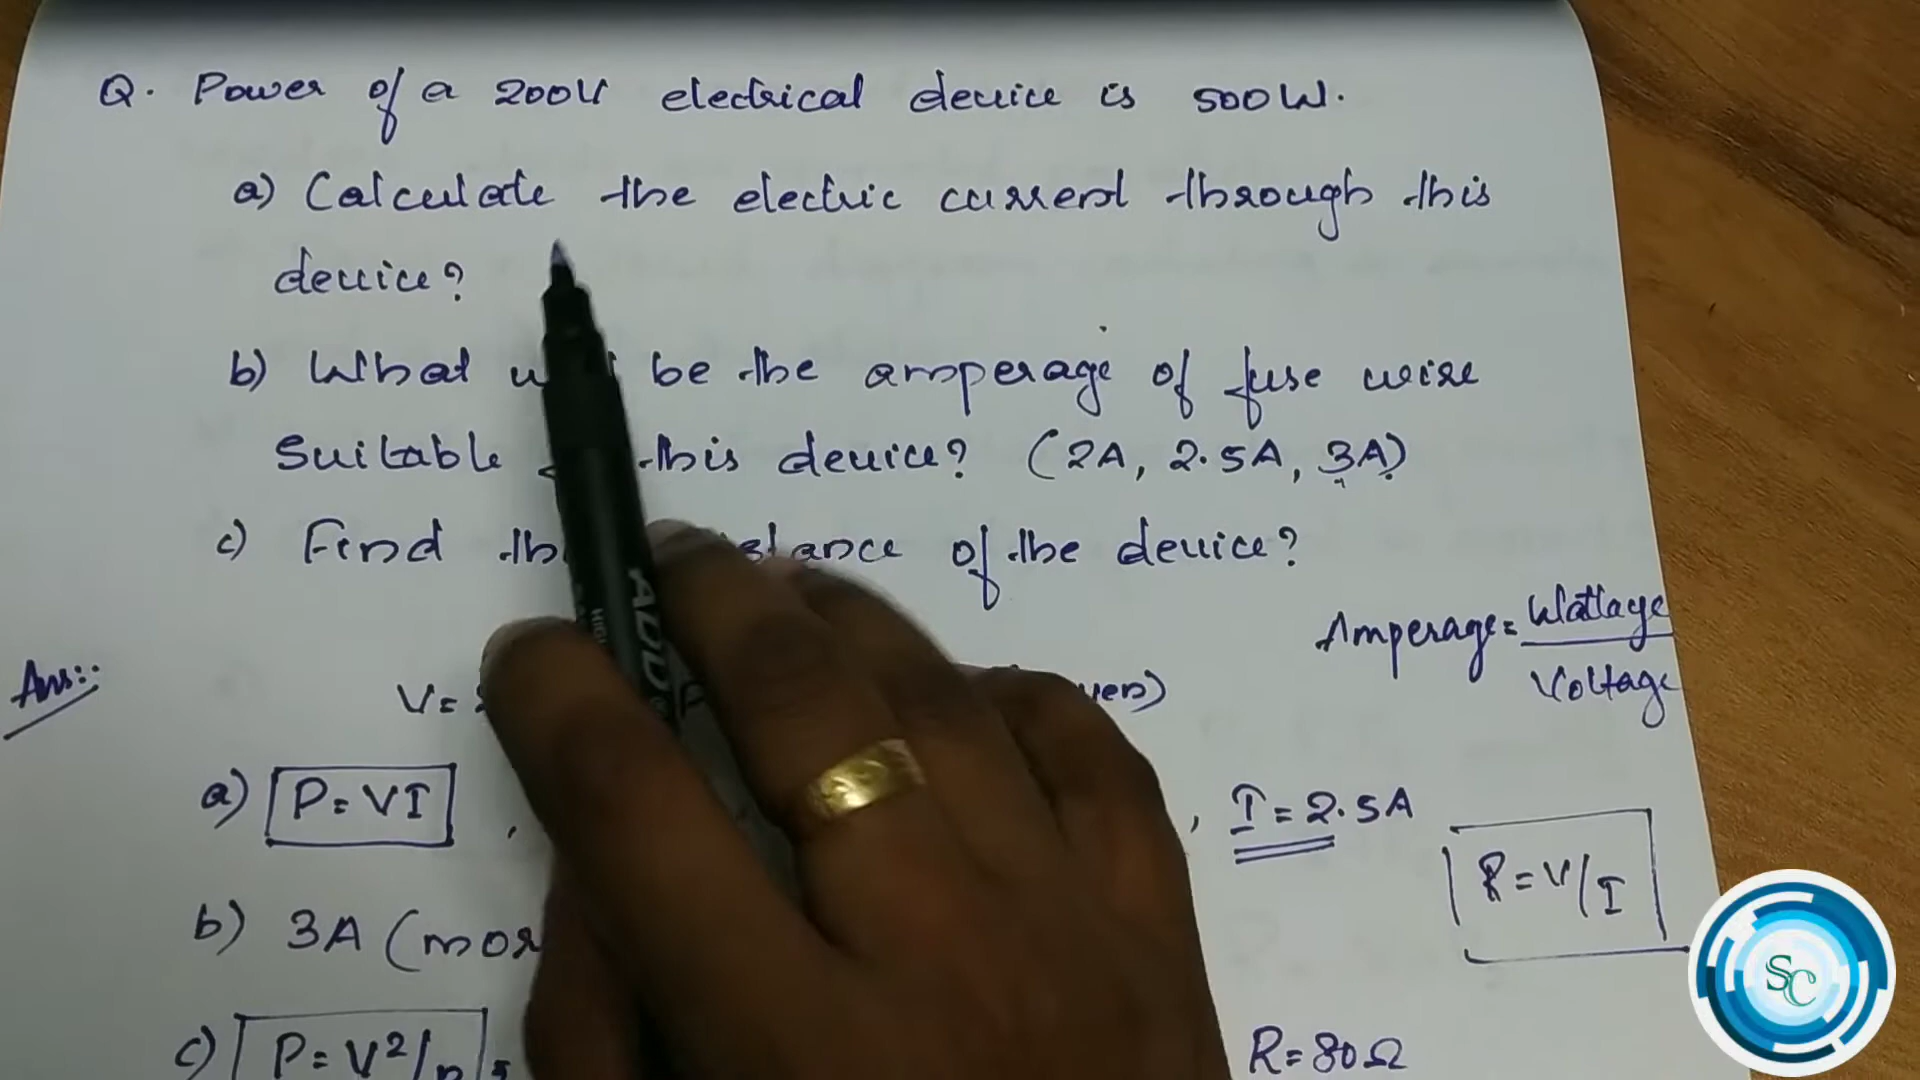 Q. Power of a 200V electrical device is 500W.
a) Calculate the electric current through this
device?
b) What be the amperage of fuse wire
Suitable this device? (2A, 2.5A, 3A)
c) Find of the device?
Amperage = Wattage
Voltage
Ans:-
V=
a) P = VI , , I = 2.5A
R = V/I
b) 3A (
c) P = V²/R , R = 80Ω
ADD
SC